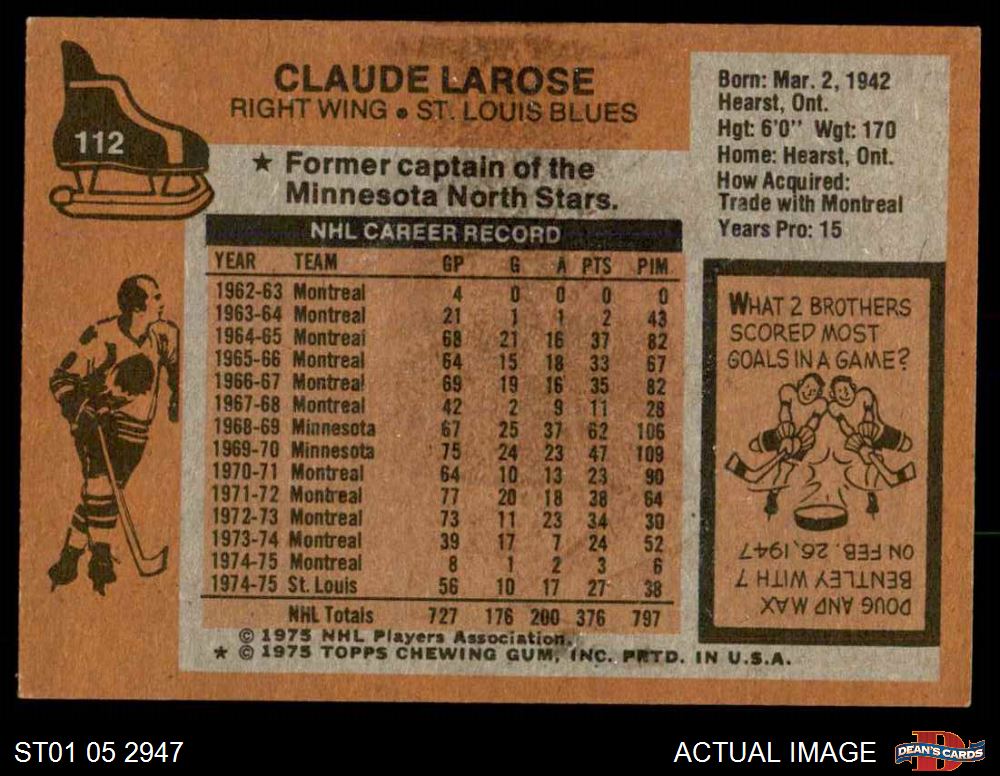 112
CLAUDE LAROSE
RIGHT WING • ST. LOUIS BLUES
★ Former captain of the
Minnesota North Stars.
Born: Mar. 2, 1942
Hearst, Ont.
Hgt: 6'0" Wgt: 170
Home: Hearst, Ont.
How Acquired:
Trade with Montreal
Years Pro: 15
NHL CAREER RECORD
YEAR TEAM GP G A PTS PIM
1962-63 Montreal 4 0 0 0 0
1963-64 Montreal 21 1 1 2 43
1964-65 Montreal 68 21 16 37 82
1965-66 Montreal 64 15 18 33 67
1966-67 Montreal 69 19 16 35 82
1967-68 Montreal 42 2 9 11 28
1968-69 Minnesota 67 25 37 62 106
1969-70 Minnesota 75 24 23 47 109
1970-71 Montreal 64 10 13 23 90
1971-72 Montreal 77 20 18 38 64
1972-73 Montreal 73 11 23 34 30
1973-74 Montreal 39 17 7 24 52
1974-75 Montreal 8 1 2 3 6
1974-75 St. Louis 56 10 17 27 38
NHL Totals 727 176 200 376 797
© 1975 NHL Players Association.
★ © 1975 TOPPS CHEWING GUM, INC. PRTD. IN U.S.A.
WHAT 2 BROTHERS
SCORED MOST
GOALS IN A GAME?
DOUG AND MAX
BENTLEY WITH 7
ON FEB. 26, 1947
ST01 05 2947
ACTUAL IMAGE
D
DEAN'S CARDS